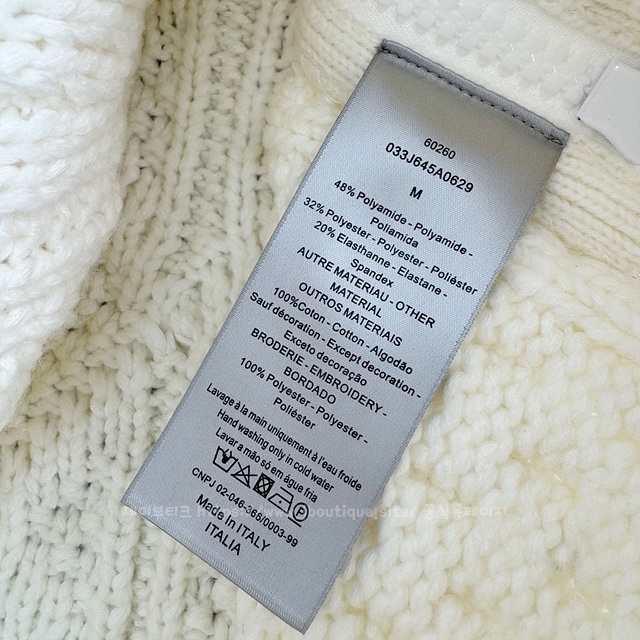 60260
033J645A0629
M
48% Polyamide - Polyamide -
Poliamida
32% Polyester - Polyester - Poliéster
20% Elasthanne - Elastane -
Spandex
AUTRE MATERIAU - OTHER
MATERIAL
OUTROS MATERIAIS
100%Coton - Cotton - Algodão
Sauf décoration - Except decoration -
Exceto decoração
BRODERIE - EMBROIDERY -
BORDADO
100% Polyester - Polyester -
Poliéster
Lavage à la main uniquement à l'eau froide
Hand washing only in cold water
Lavar a mão só em água fria
P
CNPJ 02-046-
/0003-99
Made in ITALY
ITALIA